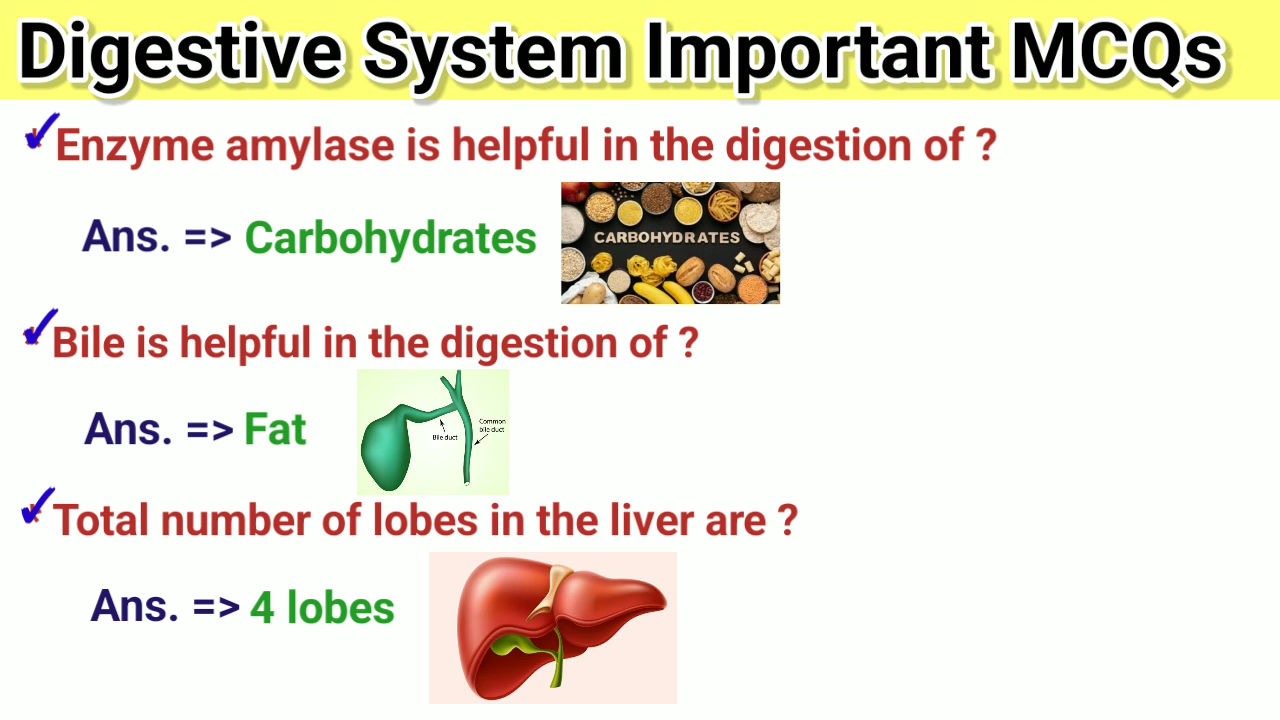 Digestive System Important MCQs
✓Enzyme amylase is helpful in the digestion of ?
Ans. => Carbohydrates
CARBOHYDRATES
✓Bile is helpful in the digestion of ?
Ans. => Fat
Bile duct
Common
bile duct
✓Total number of lobes in the liver are ?
Ans. => 4 lobes